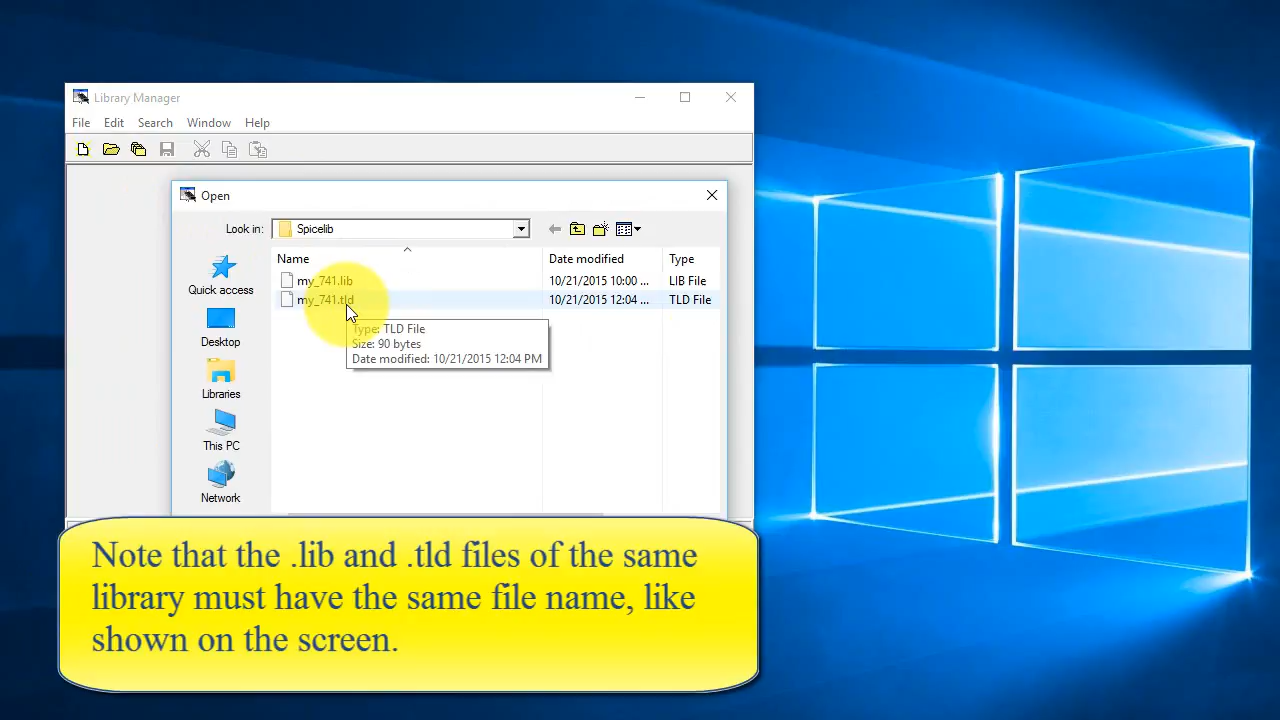 Library Manager
File Edit Search Window Help
Open
Look in: Spicelib
Name Date modified Type
my_741.lib 10/21/2015 10:00 ... LIB File
my_741.tld 10/21/2015 12:04 ... TLD File
Type: TLD File
Size: 90 bytes
Date modified: 10/21/2015 12:04 PM
Quick access
Desktop
Libraries
This PC
Network
Note that the .lib and .tld files of the same
library must have the same file name, like
shown on the screen.